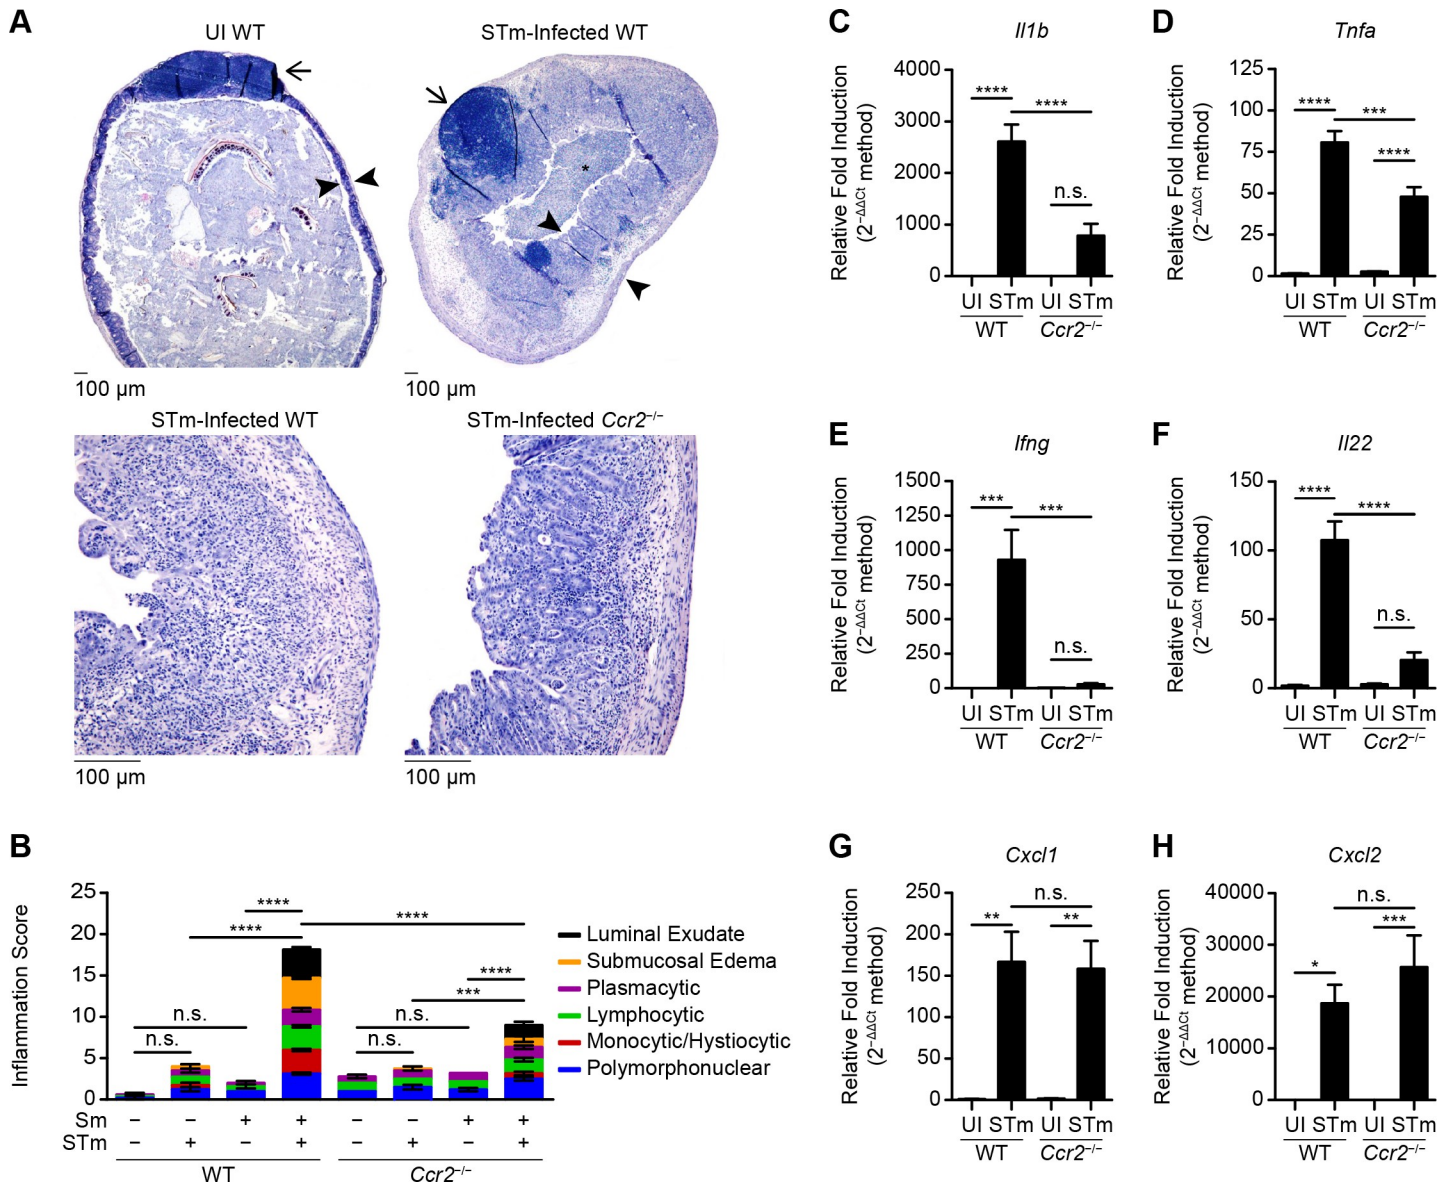 A
UI WT
STm-Infected WT
*
100 µm
100 µm
STm-Infected WT
STm-Infected Ccr2−/−
100 µm
100 µm
B
Inflammation Score
25
20
15
10
5
0
n.s.
n.s.
****
****
****
n.s.
n.s.
***
****
Luminal Exudate
Submucosal Edema
Plasmacytic
Lymphocytic
Monocytic/Hystiocytic
Polymorphonuclear
Sm − − + + − − + +
STm − + − + − + − +
WT
Ccr2−/−
C
Il1b
Relative Fold Induction
(2−ΔΔCt method)
4000
3000
2000
1000
0
****
****
n.s.
UI STm UI STm
WT Ccr2−/−
D
Tnfa
Relative Fold Induction
(2−ΔΔCt method)
125
100
75
50
25
0
****
***
****
UI STm UI STm
WT Ccr2−/−
E
Ifng
Relative Fold Induction
(2−ΔΔCt method)
1500
1250
1000
750
500
250
0
***
***
n.s.
UI STm UI STm
WT Ccr2−/−
F
Il22
Relative Fold Induction
(2−ΔΔCt method)
150
100
50
0
****
****
n.s.
UI STm UI STm
WT Ccr2−/−
G
Cxcl1
Relative Fold Induction
(2−ΔΔCt method)
250
200
150
100
50
0
n.s.
**
**
UI STm UI STm
WT Ccr2−/−
H
Cxcl2
Relative Fold Induction
(2−ΔΔCt method)
40000
30000
20000
10000
0
n.s.
***
*
UI STm UI STm
WT Ccr2−/−